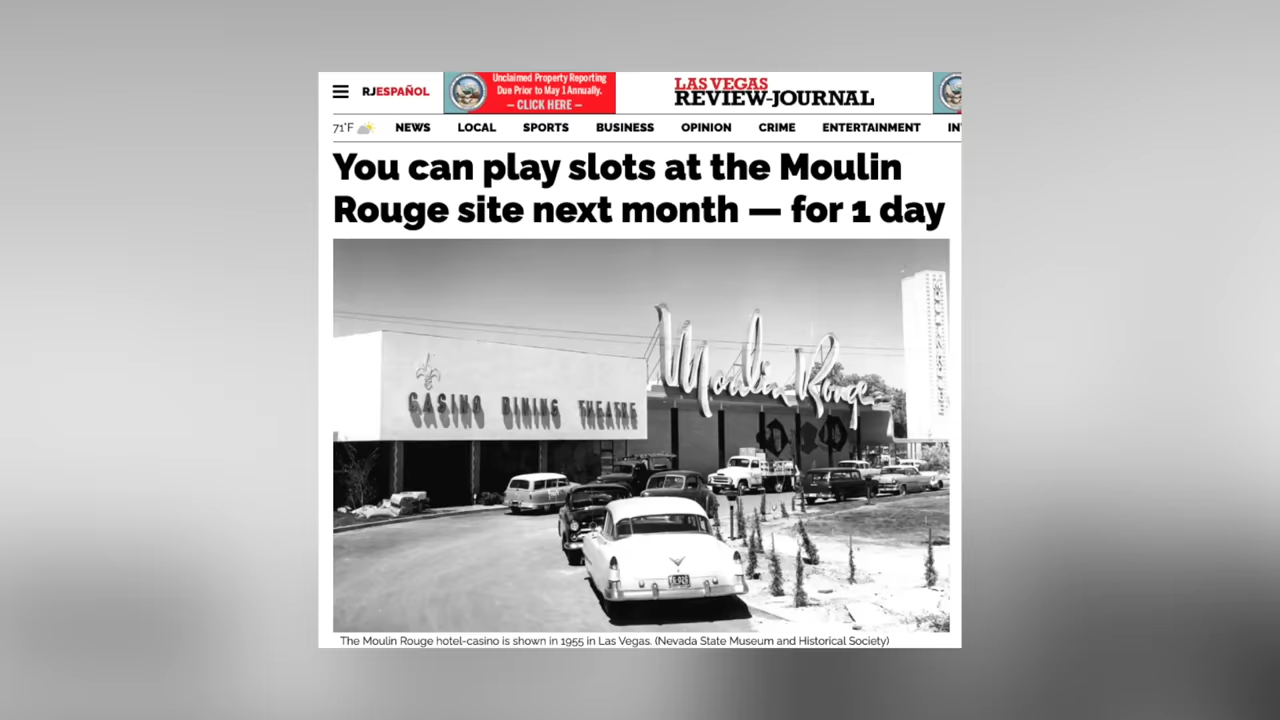 RJESPAÑOL
Unclaimed Property Reporting
Due Prior to May 1 Annually.
— CLICK HERE —
LAS VEGAS
REVIEW-JOURNAL
71°F
NEWS
LOCAL
SPORTS
BUSINESS
OPINION
CRIME
ENTERTAINMENT
You can play slots at the Moulin
Rouge site next month — for 1 day
Moulin Rouge
CASINO DINING THEATRE
The Moulin Rouge hotel-casino is shown in 1955 in Las Vegas. (Nevada State Museum and Historical Society)